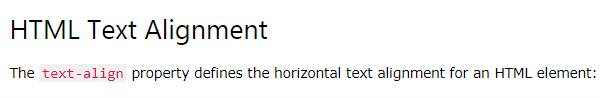 HTML Text Alignment
The text-align property defines the horizontal text alignment for an HTML element: